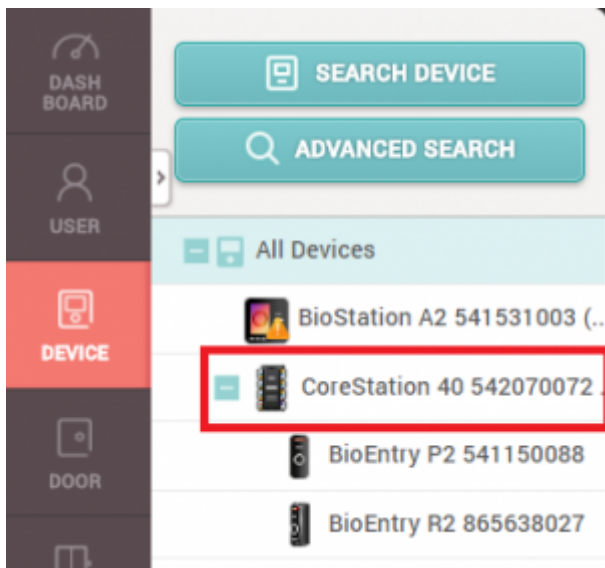 DASH
BOARD
USER
DEVICE
DOOR
SEARCH DEVICE
ADVANCED SEARCH
All Devices
BioStation A2 541531003 (..
CoreStation 40 542070072 .
BioEntry P2 541150088
BioEntry R2 865638027